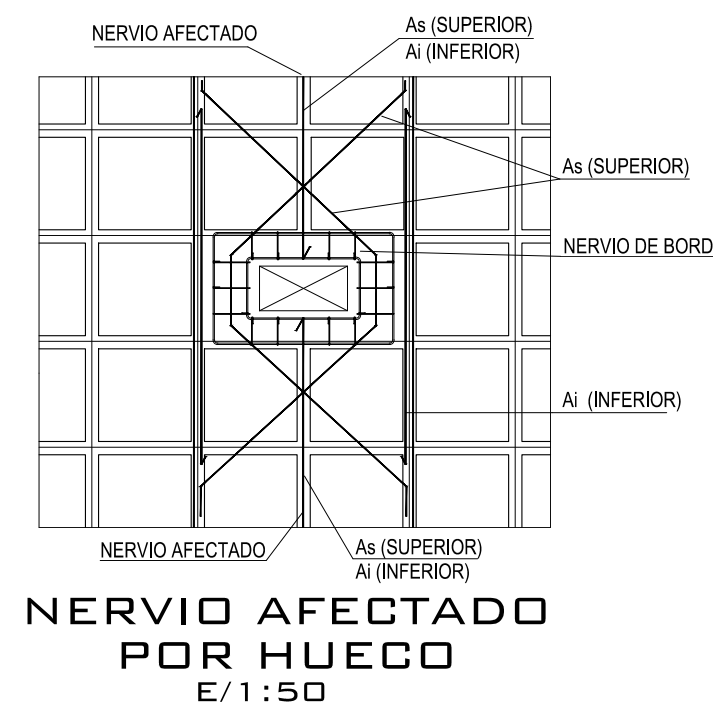 NERVIO AFECTADO
As (SUPERIOR)
Ai (INFERIOR)
As (SUPERIOR)
NERVIO DE BORD
Ai (INFERIOR)
NERVIO AFECTADO
As (SUPERIOR)
Ai (INFERIOR)
NERVIO AFECTADO
POR HUECO
E/1:50